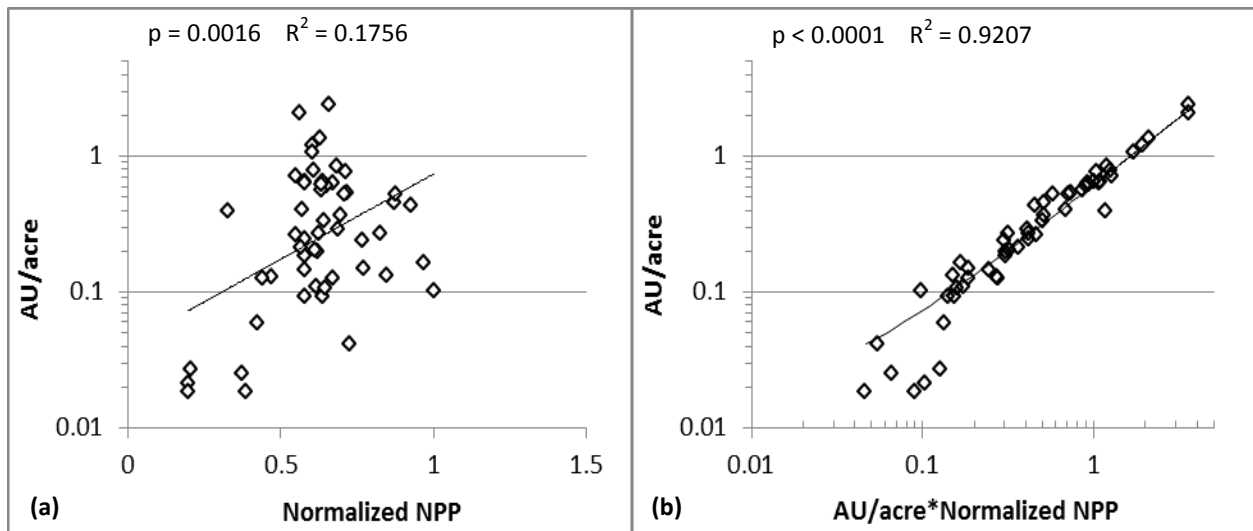 p = 0.0016 R² = 0.1756
1
0.1
0.01
AU/acre
0 0.5 1 1.5
(a) Normalized NPP
p < 0.0001 R² = 0.9207
1
0.1
0.01
AU/acre
0.01 0.1 1
(b) AU/acre*Normalized NPP